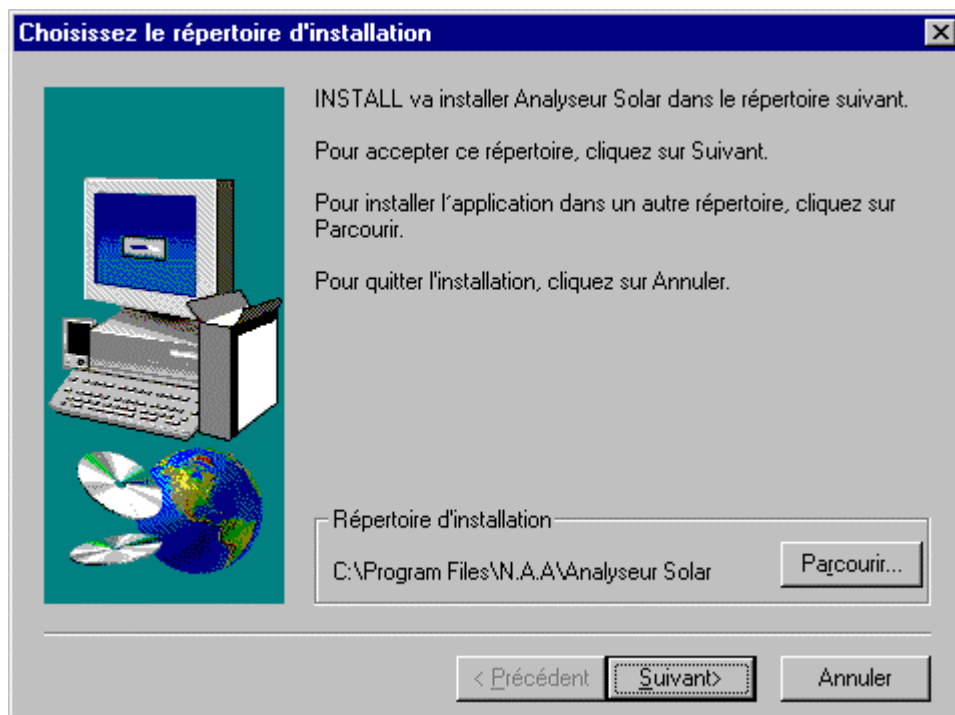 Choisissez le répertoire d'installation
INSTALL va installer Analyseur Solar dans le répertoire suivant.
Pour accepter ce répertoire, cliquez sur Suivant.
Pour installer l'application dans un autre répertoire, cliquez sur
Parcourir.
Pour quitter l'installation, cliquez sur Annuler.
Répertoire d'installation
C:\Program Files\N.A.A\Analyseur Solar
Parcourir...
< Précédent
Suivant>
Annuler